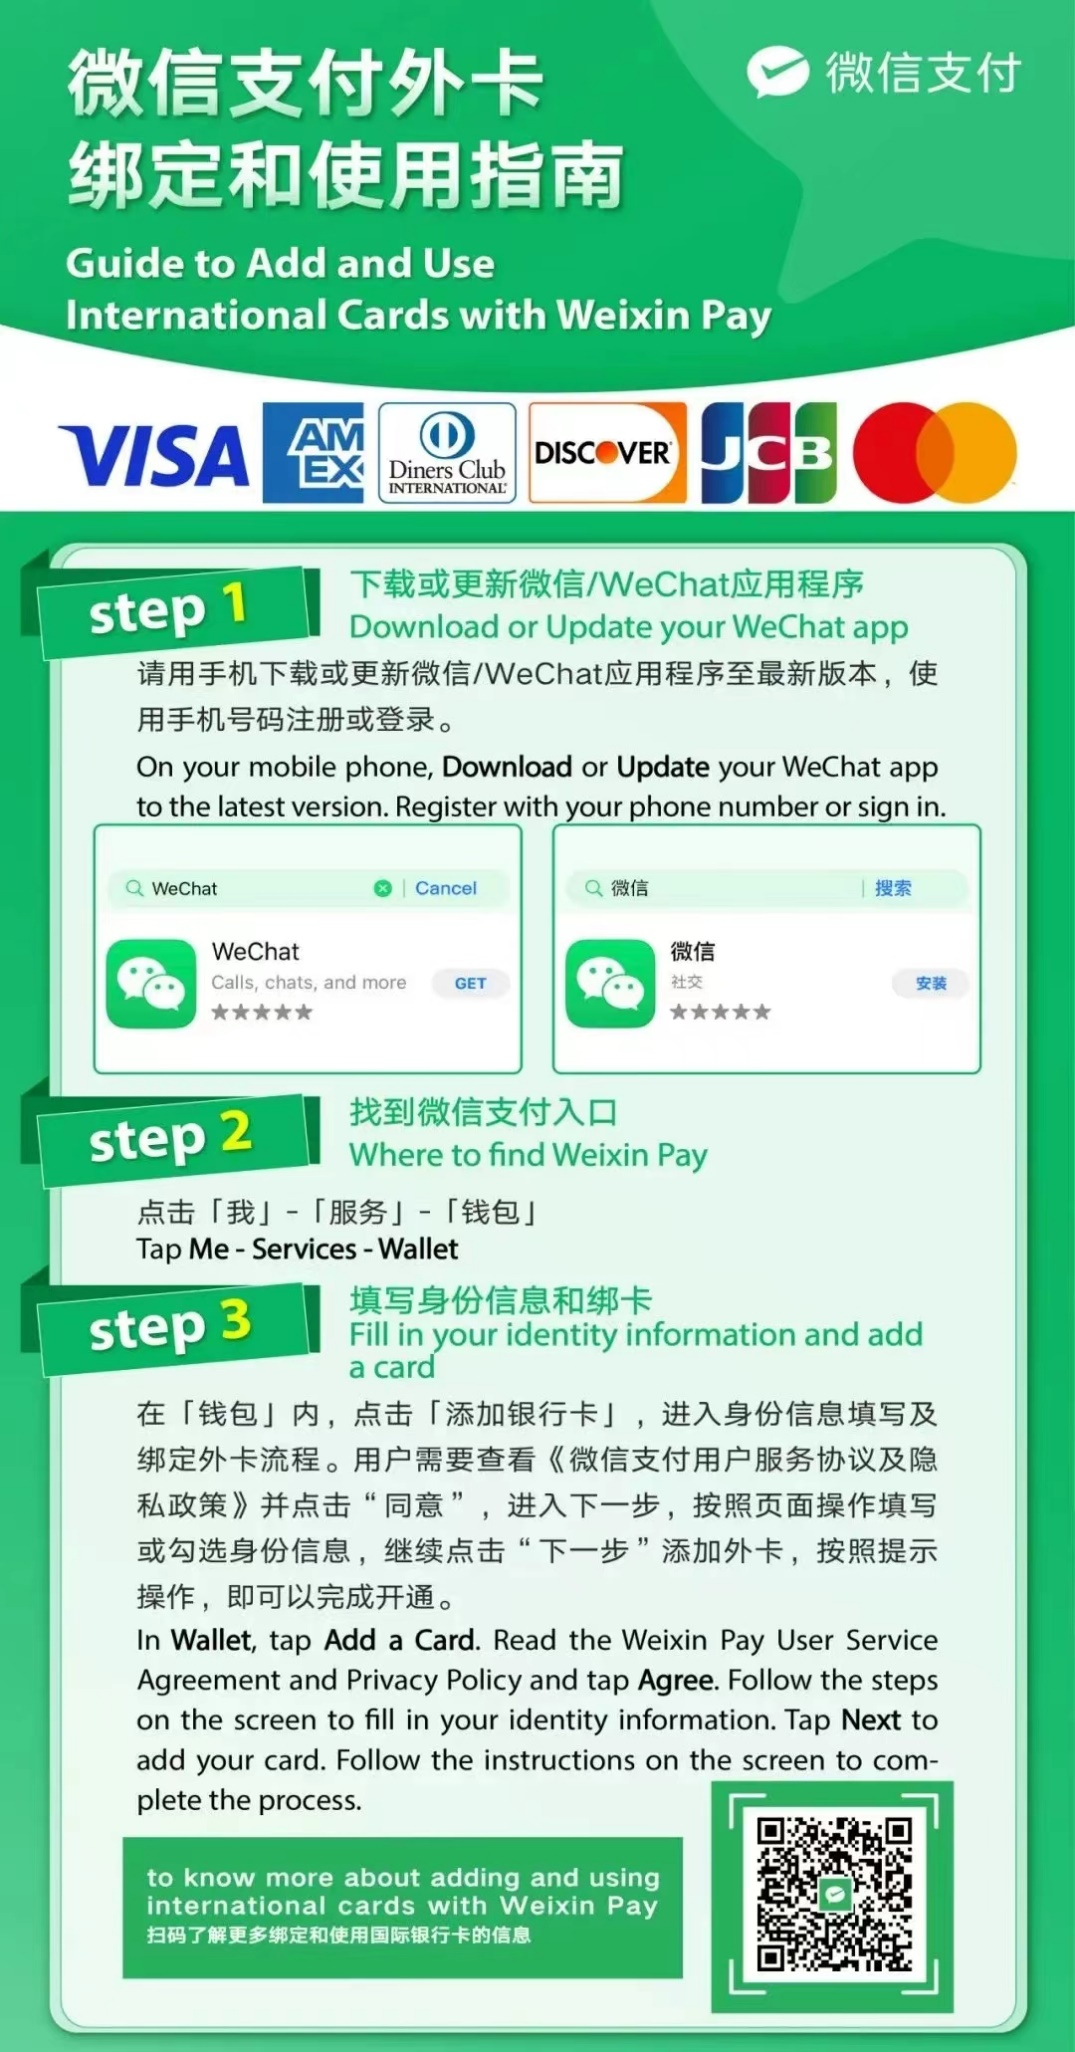 微信支付外卡
绑定和使用指南
微信支付
Guide to Add and Use
International Cards with Weixin Pay
VISA
AM
EX
Diners Club
INTERNATIONAL
DISCOVER
JCB
step 1
下载或更新微信/WeChat应用程序
Download or Update your WeChat app
请用手机下载或更新微信/WeChat应用程序至最新版本，使
用手机号码注册或登录。
On your mobile phone, Download or Update your WeChat app
to the latest version. Register with your phone number or sign in.
WeChat
Cancel
WeChat
Calls, chats, and more
GET
★★★★★
微信
搜索
微信
社交
安装
★★★★★
step 2
找到微信支付入口
Where to find Weixin Pay
点击「我」-「服务」-「钱包」
Tap Me - Services - Wallet
step 3
填写身份信息和绑卡
Fill in your identity information and add
a card
在「钱包」内，点击「添加银行卡」，进入身份信息填写及
绑定外卡流程。用户需要查看《微信支付用户服务协议及隐
私政策》并点击“同意”，进入下一步，按照页面操作填写
或勾选身份信息，继续点击“下一步”添加外卡，按照提示
操作，即可以完成开通。
In Wallet, tap Add a Card. Read the Weixin Pay User Service
Agreement and Privacy Policy and tap Agree. Follow the steps
on the screen to fill in your identity information. Tap Next to
add your card. Follow the instructions on the screen to com-
plete the process.
to know more about adding and using
international cards with Weixin Pay
扫码了解更多绑定和使用国际银行卡的信息